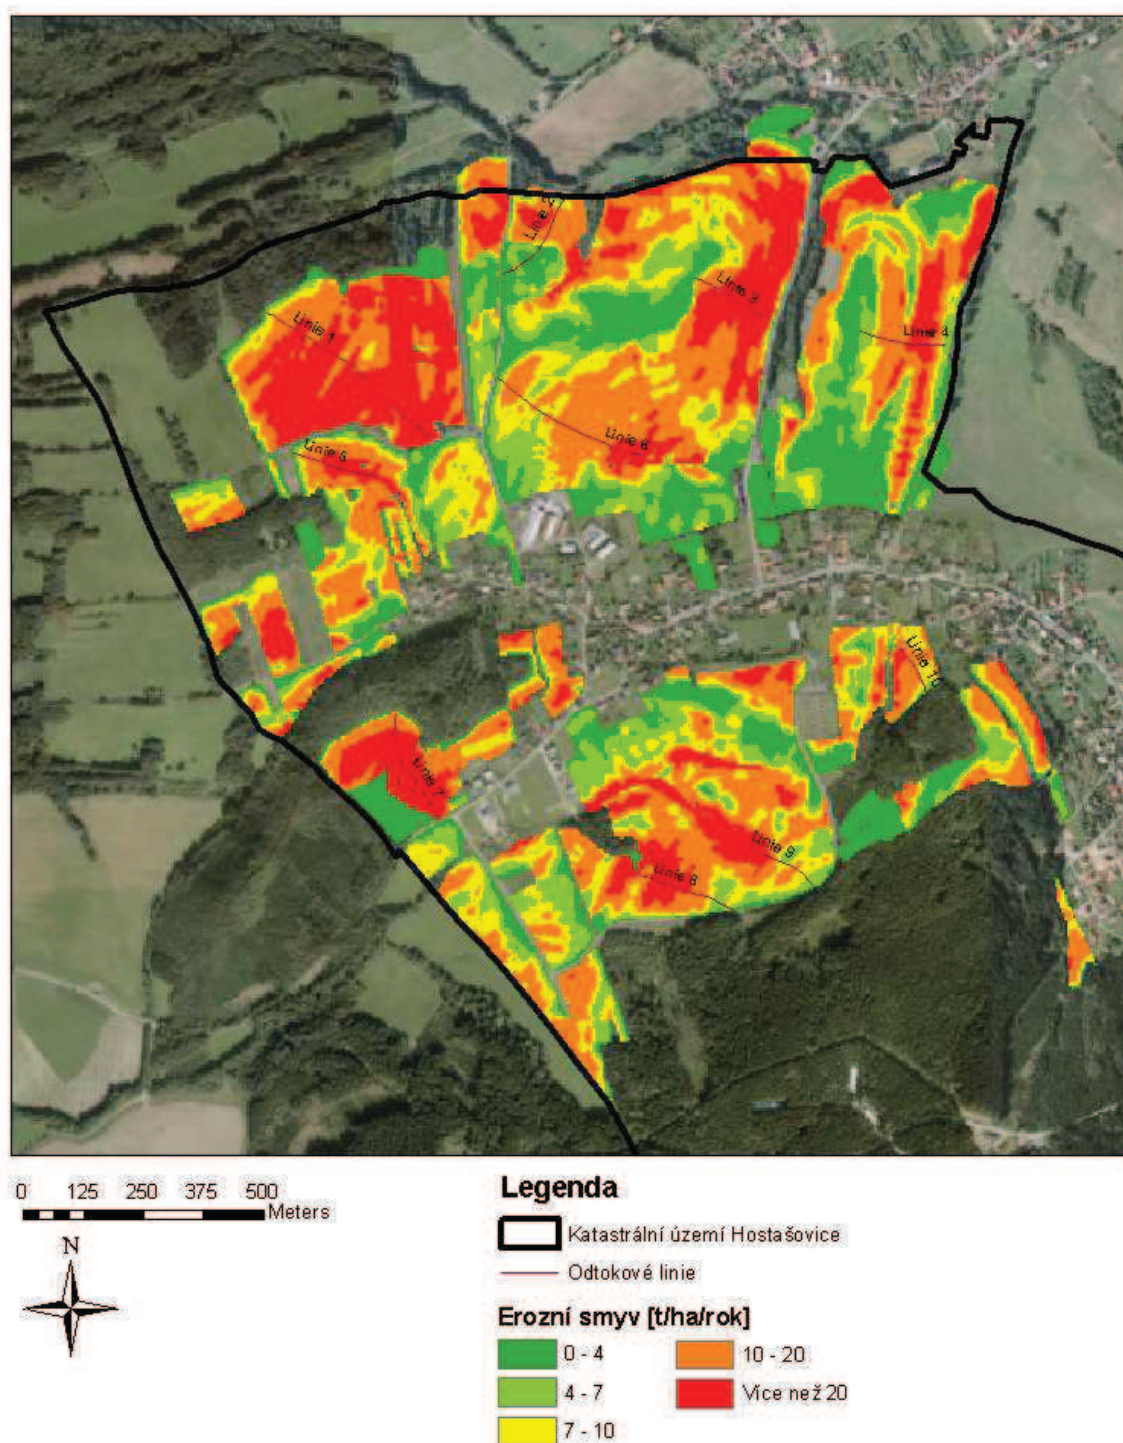 Linie 2
Linie 3
Linie 1
Linie 4
Linie 6
Linie 5
Linie 10
Linie 7
Linie 9
Linie 8
0 125 250 375 500
Meters
N
Legenda
Katastrální území Hostašovice
Odtokové linie
Erozní smyv [t/ha/rok]
0 - 4
10 - 20
4 - 7
Více než 20
7 - 10